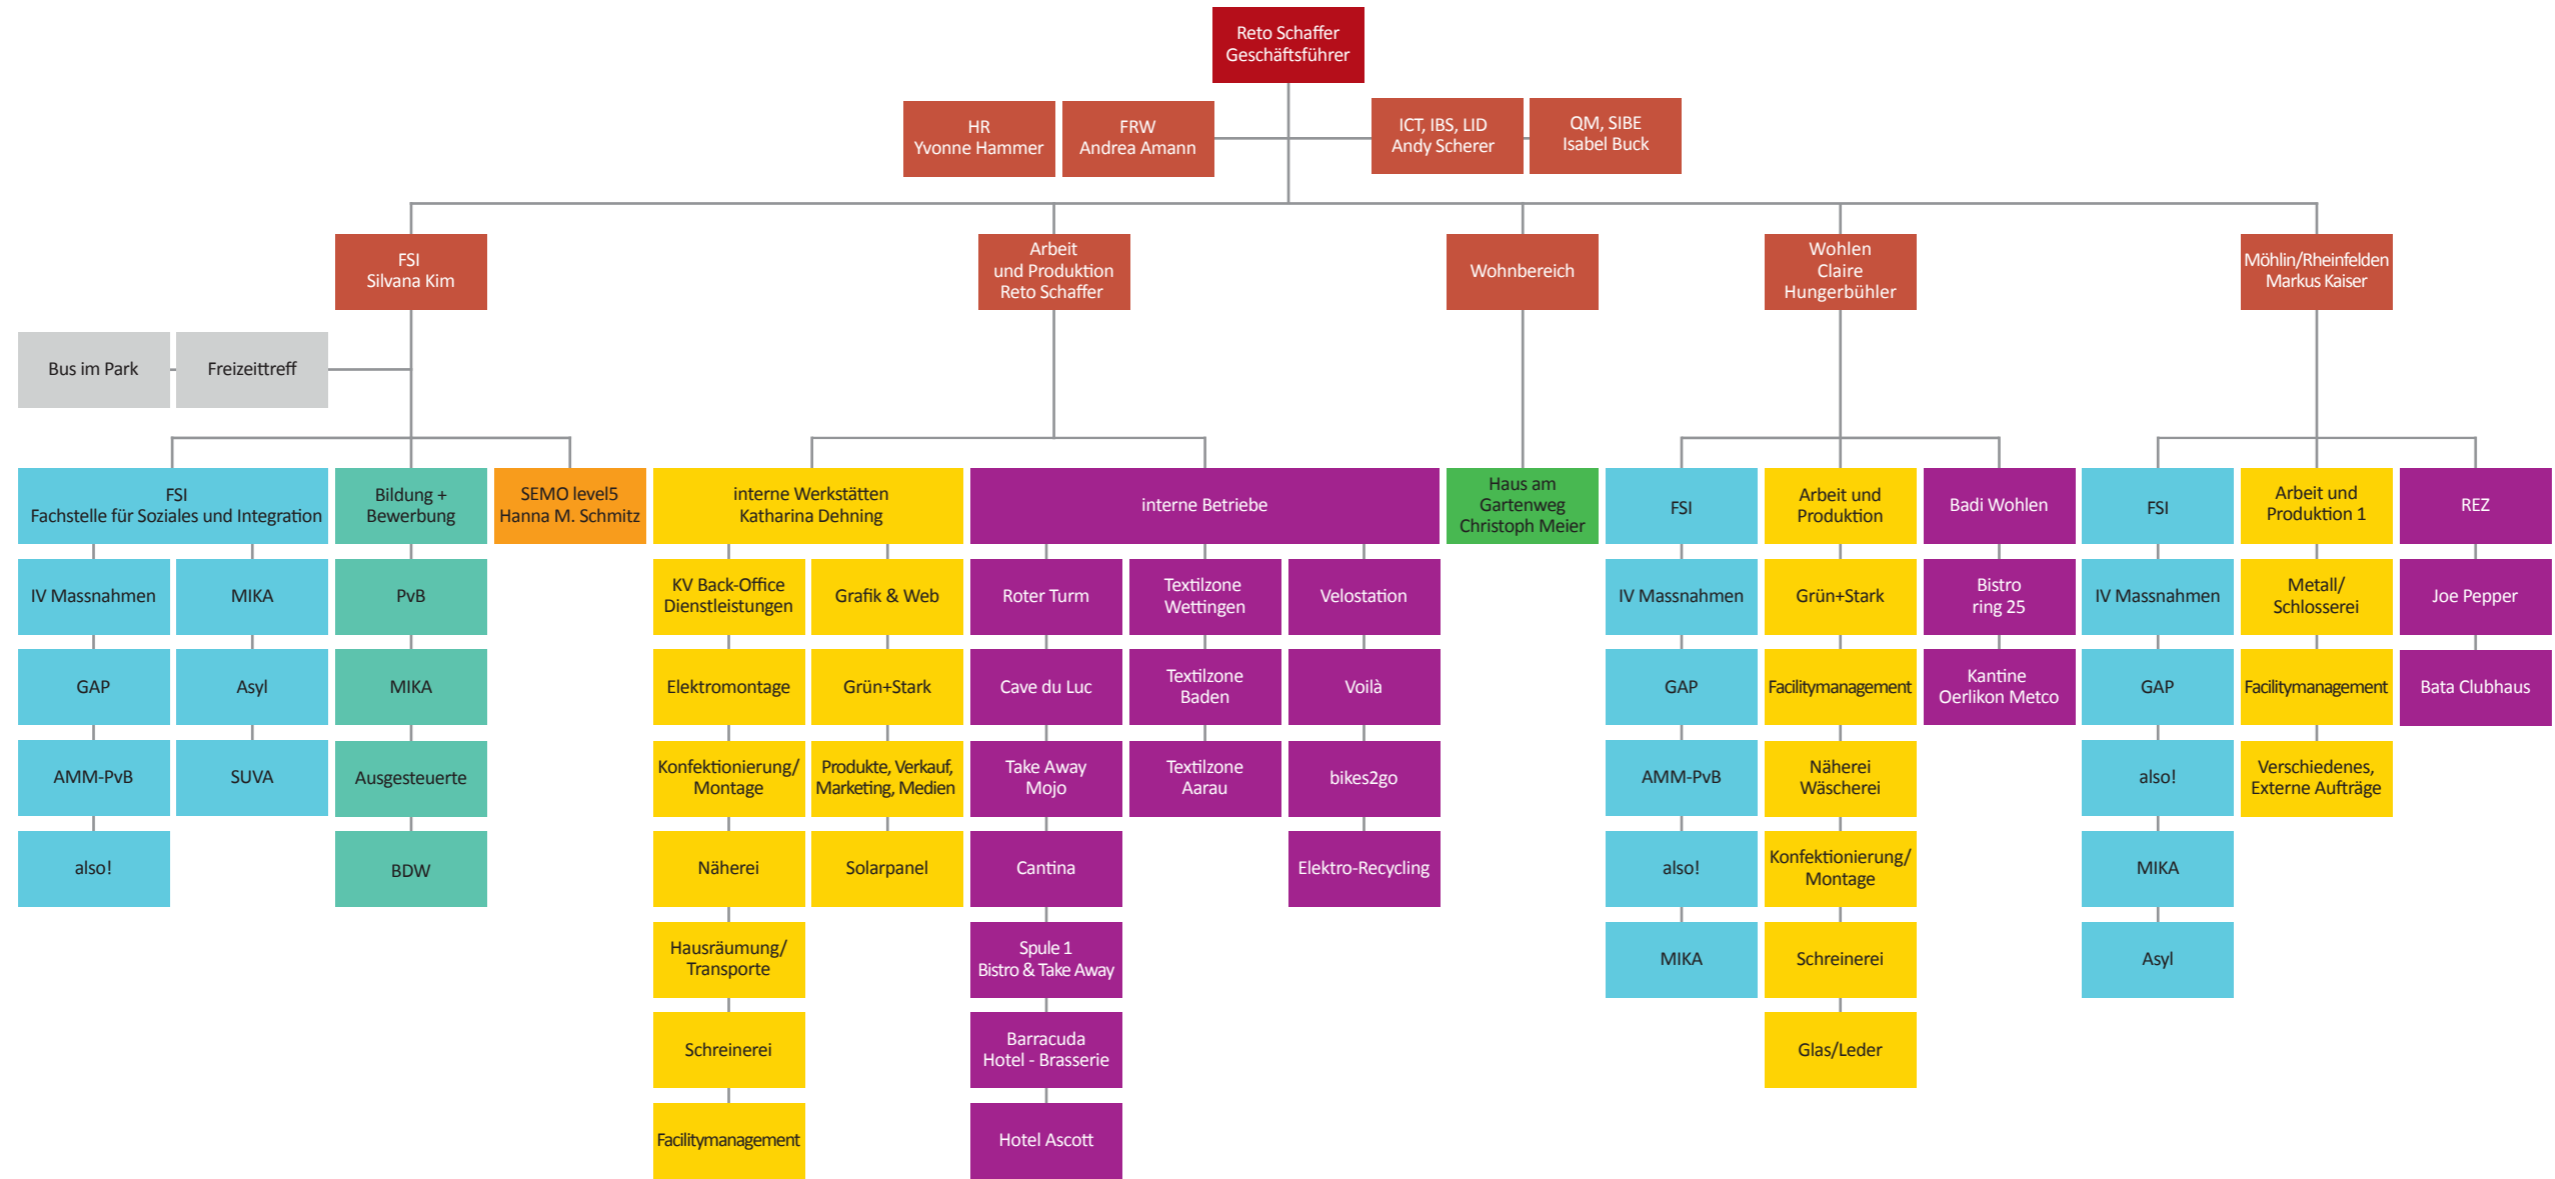 Reto Schaffer
Geschäftsführer
HR
Yvonne Hammer
FRW
Andrea Amann
ICT, IBS, LID
Andy Scherer
QM, SIBE
Isabel Buck
FSI
Silvana Kim
Arbeit
und Produktion
Reto Schaffer
Wohnbereich
Wohlen
Claire
Hungerbühler
Möhlin/Rheinfelden
Markus Kaiser
Bus im Park
Freizeittreff
FSI
Fachstelle für Soziales und Integration
IV Massnahmen
GAP
AMM-PvB
also!
MIKA
Asyl
SUVA
Bildung +
Bewerbung
PvB
MIKA
Ausgesteuerte
BDW
SEMO level5
Hanna M. Schmitz
interne Werkstätten
Katharina Dehning
KV Back-Office
Dienstleistungen
Elektromontage
Konfektionierung/
Montage
Näherei
Hausräumung/
Transporte
Schreinerei
Facilitymanagement
Grafik & Web
Grün+Stark
Produkte, Verkauf,
Marketing, Medien
Solarpanel
interne Betriebe
Roter Turm
Cave du Luc
Take Away
Mojo
Cantina
Spule 1
Bistro & Take Away
Barracuda
Hotel - Brasserie
Hotel Ascott
Textilzone
Wettingen
Textilzone
Baden
Textilzone
Aarau
Velostation
Voilà
bikes2go
Elektro-Recycling
Haus am
Gartenweg
Christoph Meier
FSI
IV Massnahmen
GAP
AMM-PvB
also!
MIKA
Arbeit und
Produktion
Grün+Stark
Facilitymanagement
Näherei
Wäscherei
Konfektionierung/
Montage
Schreinerei
Glas/Leder
Badi Wohlen
Bistro
ring 25
Kantine
Oerlikon Metco
FSI
IV Massnahmen
GAP
also!
MIKA
Asyl
Arbeit und
Produktion 1
Metall/
Schlosserei
Facilitymanagement
Verschiedenes,
Externe Aufträge
REZ
Joe Pepper
Bata Clubhaus